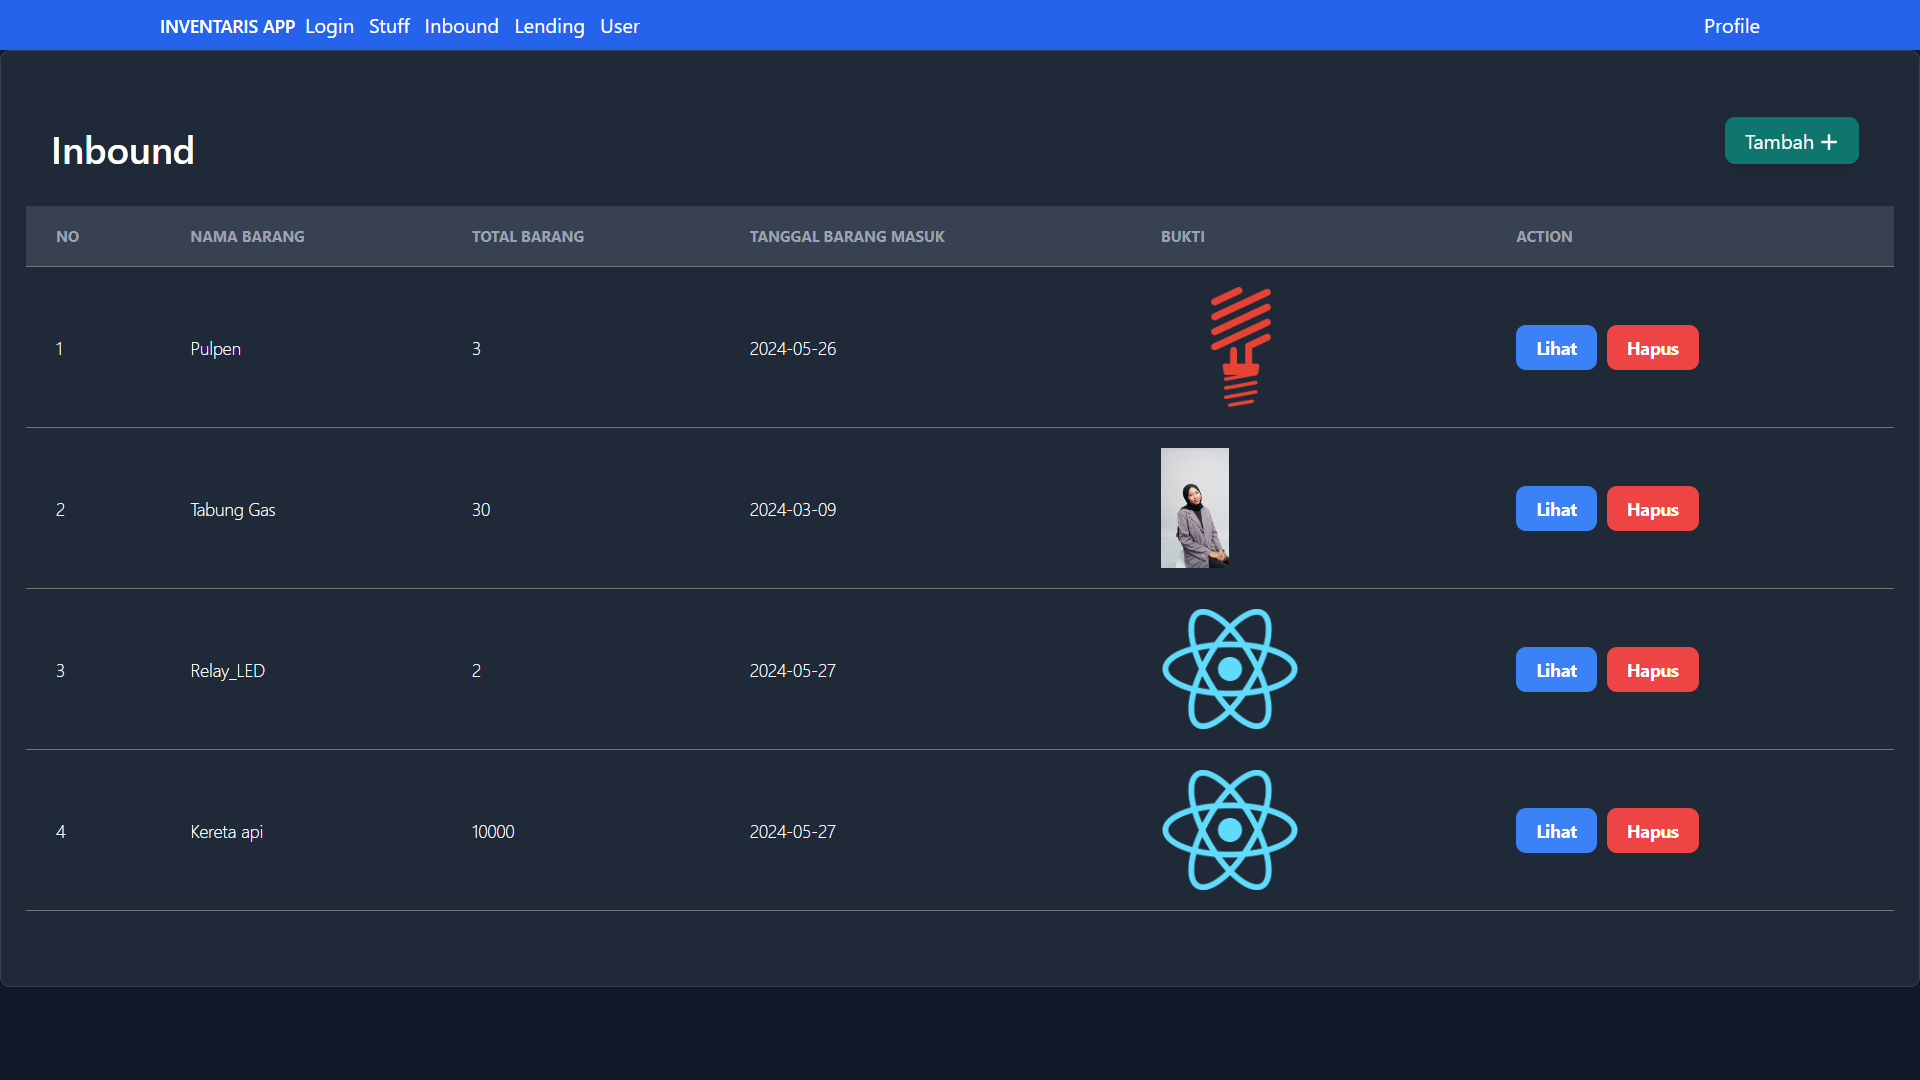 INVENTARIS APP Login Stuff Inbound Lending User Profile
Inbound
Tambah +
NO NAMA BARANG TOTAL BARANG TANGGAL BARANG MASUK BUKTI ACTION
1 Pulpen 3 2024-05-26 Lihat Hapus
2 Tabung Gas 30 2024-03-09 Lihat Hapus
3 Relay_LED 2 2024-05-27 Lihat Hapus
4 Kereta api 10000 2024-05-27 Lihat Hapus